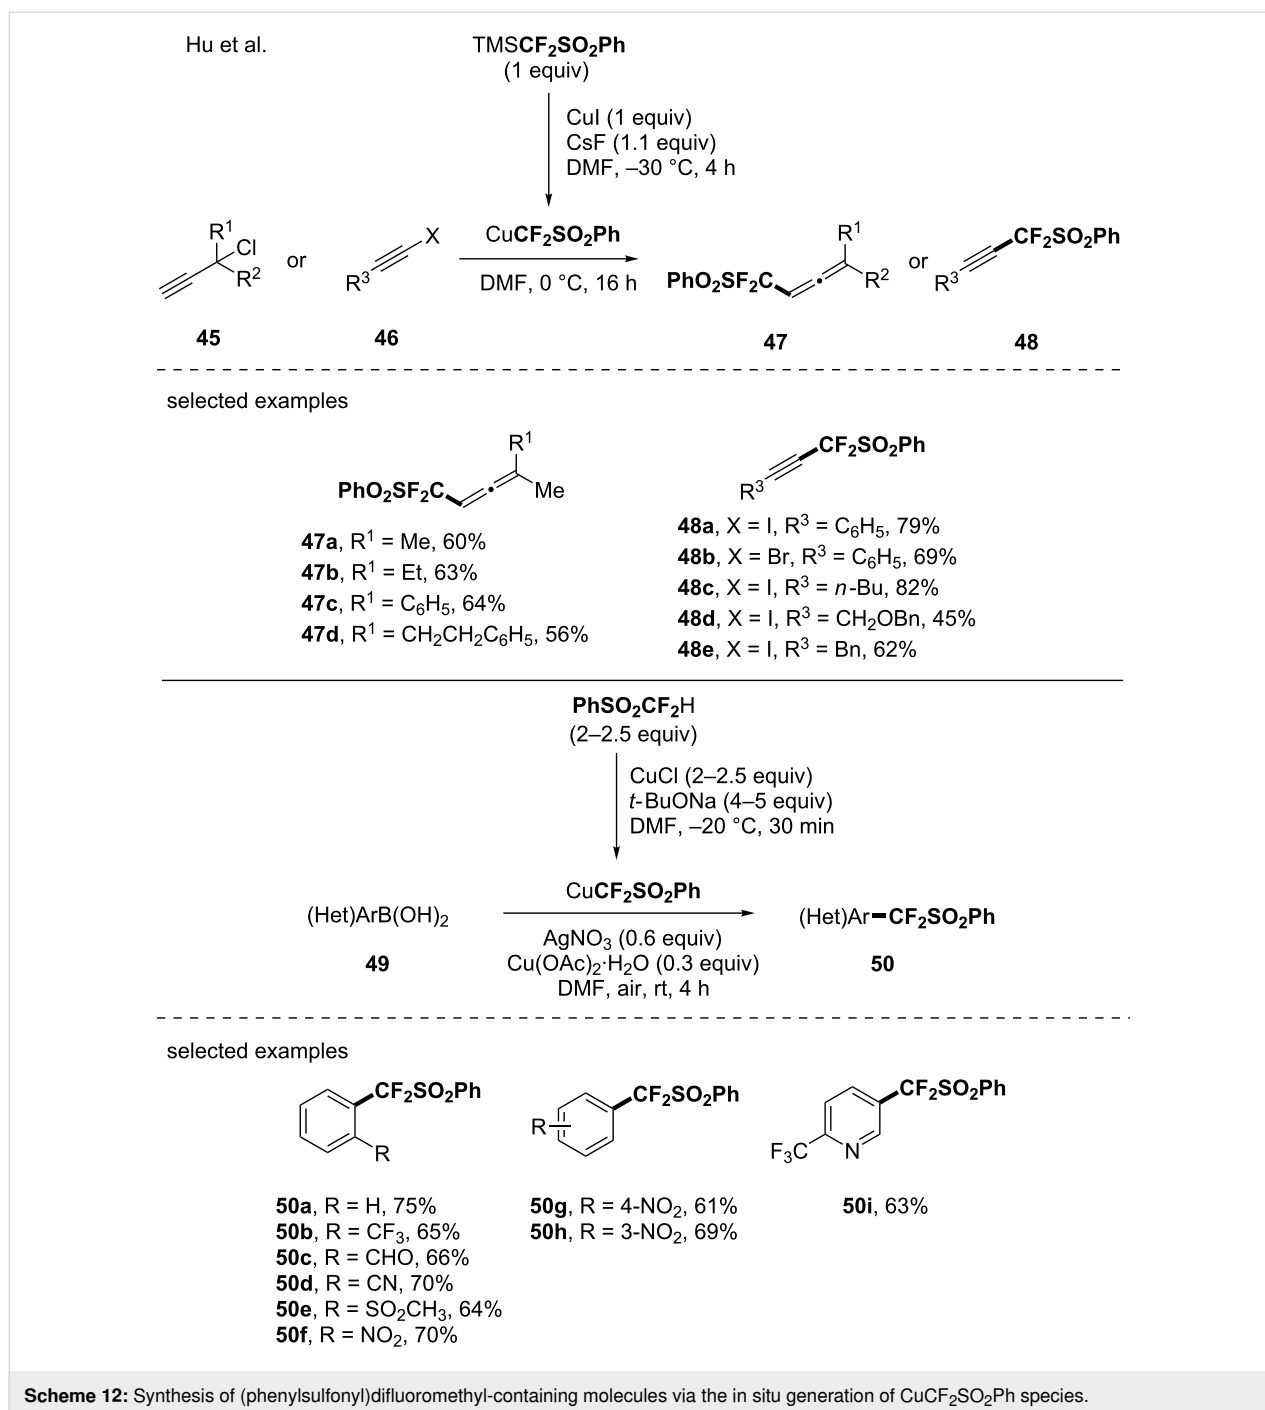 Hu et al.
TMSCF₂SO₂Ph
(1 equiv)
CuI (1 equiv)
CsF (1.1 equiv)
DMF, –30 °C, 4 h
R¹
Cl
R²
or
X
R³
CuCF₂SO₂Ph
DMF, 0 °C, 16 h
PhO₂SF₂C
R¹
R²
or
CF₂SO₂Ph
R³
45
46
47
48
selected examples
R¹
PhO₂SF₂C
Me
47a, R¹ = Me, 60%
47b, R¹ = Et, 63%
47c, R¹ = C₆H₅, 64%
47d, R¹ = CH₂CH₂C₆H₅, 56%
CF₂SO₂Ph
R³
48a, X = I, R³ = C₆H₅, 79%
48b, X = Br, R³ = C₆H₅, 69%
48c, X = I, R³ = n-Bu, 82%
48d, X = I, R³ = CH₂OBn, 45%
48e, X = I, R³ = Bn, 62%
PhSO₂CF₂H
(2–2.5 equiv)
CuCl (2–2.5 equiv)
t-BuONa (4–5 equiv)
DMF, –20 °C, 30 min
(Het)ArB(OH)₂
49
CuCF₂SO₂Ph
AgNO₃ (0.6 equiv)
Cu(OAc)₂·H₂O (0.3 equiv)
DMF, air, rt, 4 h
(Het)Ar–CF₂SO₂Ph
50
selected examples
CF₂SO₂Ph
R
50a, R = H, 75%
50b, R = CF₃, 65%
50c, R = CHO, 66%
50d, R = CN, 70%
50e, R = SO₂CH₃, 64%
50f, R = NO₂, 70%
CF₂SO₂Ph
R
50g, R = 4-NO₂, 61%
50h, R = 3-NO₂, 69%
CF₂SO₂Ph
F₃C
N
50i, 63%
Scheme 12: Synthesis of (phenylsulfonyl)difluoromethyl-containing molecules via the in situ generation of CuCF₂SO₂Ph species.